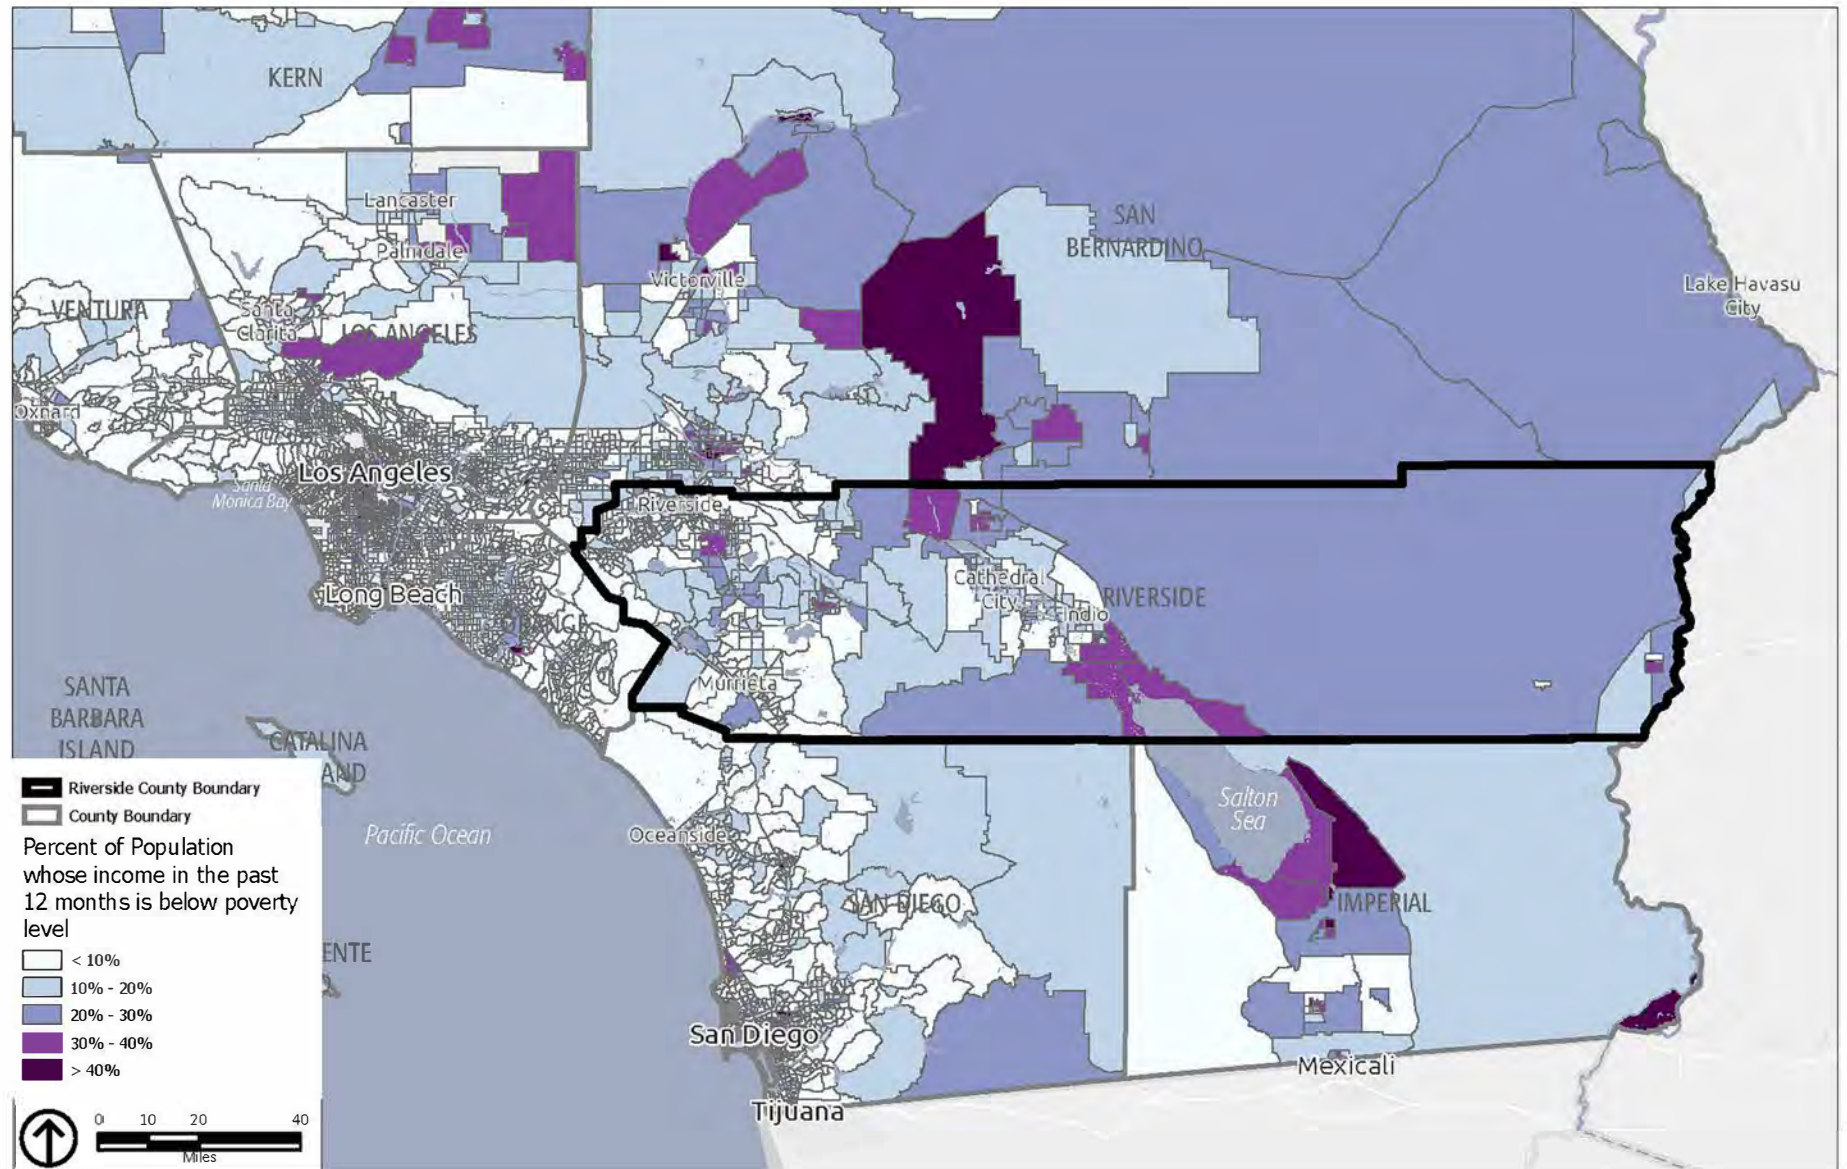 KERN
Lancaster
Palmdale
SAN
BERNARDINO
Victorville
Lake Havasu
City
VENTURA
Santa
Clarita
LOS ANGELES
Oxnard
Los Angeles
Santa
Monica Bay
Riverside
Long Beach
Cathedral
City
RIVERSIDE
Indio
Murrieta
SANTA
BARBARA
ISLAND
CATALINA
AND
Salton
Sea
Pacific Ocean
Oceanside
SAN DIEGO
IMPERIAL
ENTE
San Diego
Mexicali
Tijuana
Riverside County Boundary
County Boundary
Percent of Population
whose income in the past
12 months is below poverty
level
< 10%
10% - 20%
20% - 30%
30% - 40%
> 40%
0 10 20 40
Miles